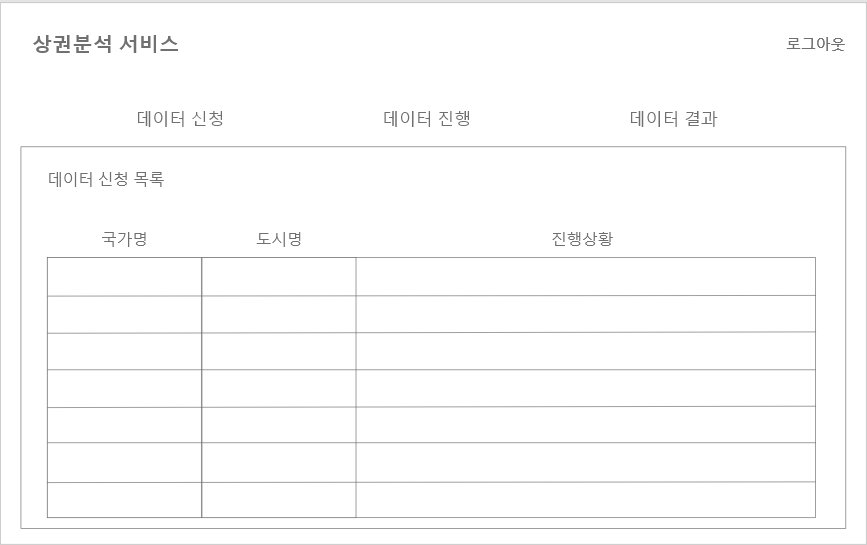 상권분석 서비스
로그아웃
데이터 신청 데이터 진행 데이터 결과
데이터 신청 목록
국가명 도시명 진행상황